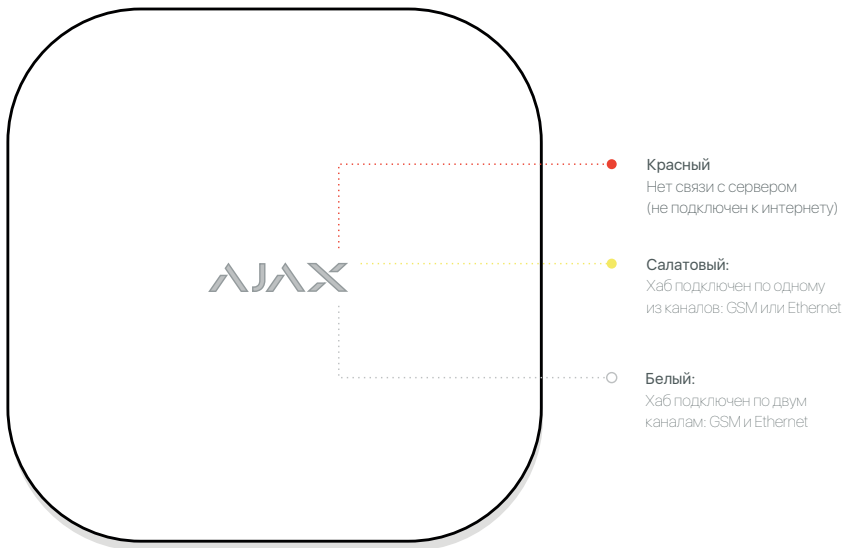 AJAX
Красный
Нет связи с сервером
(не подключен к интернету)
Салатовый:
Хаб подключен по одному
из каналов: GSM или Ethernet
Белый:
Хаб подключен по двум
каналам: GSM и Ethernet